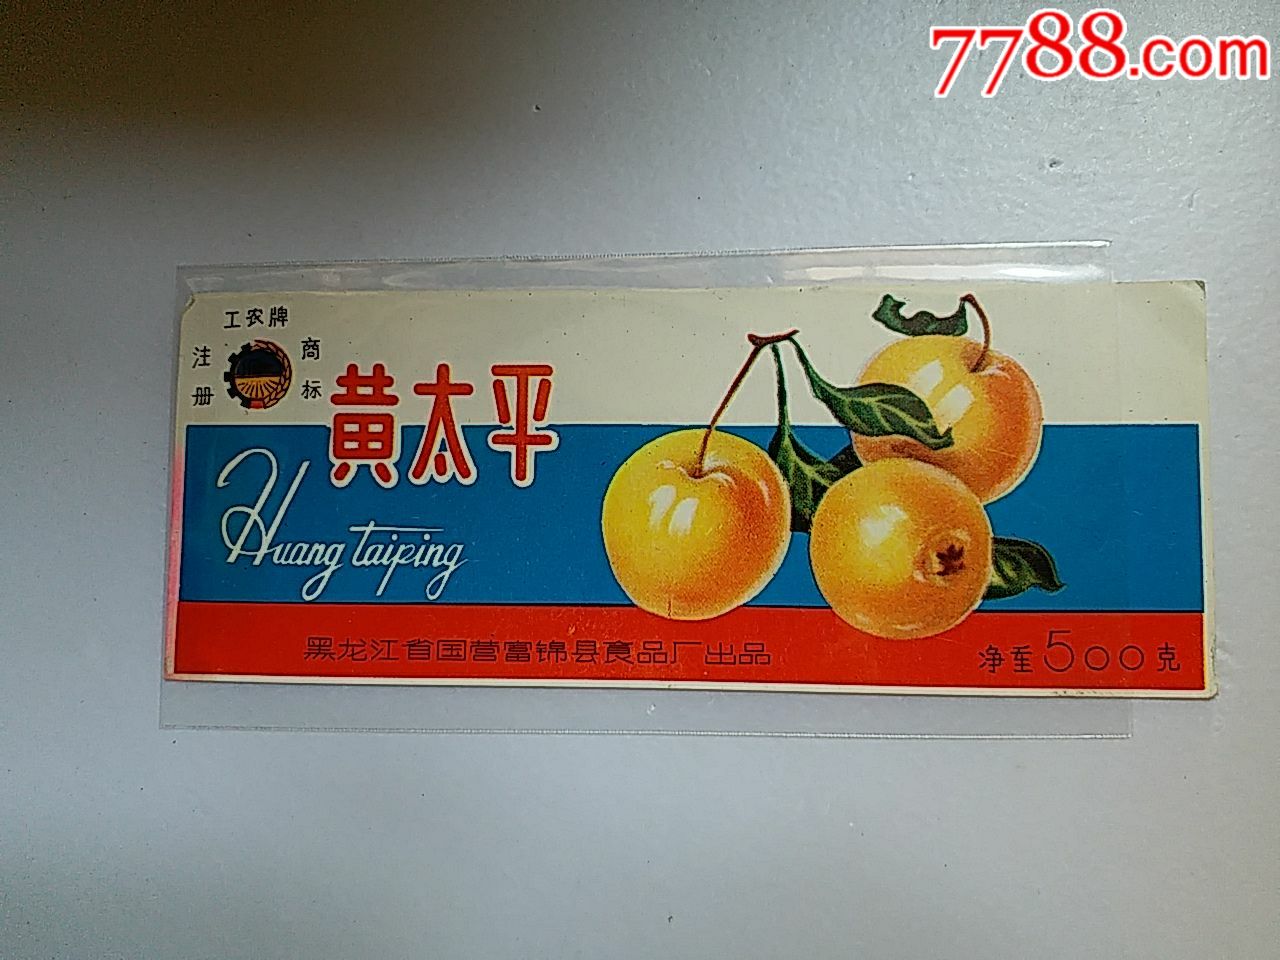 7788.com
工农牌
注册 商标
黄太平
Huang taiping
黑龙江省国营富锦县食品厂出品
净重500克